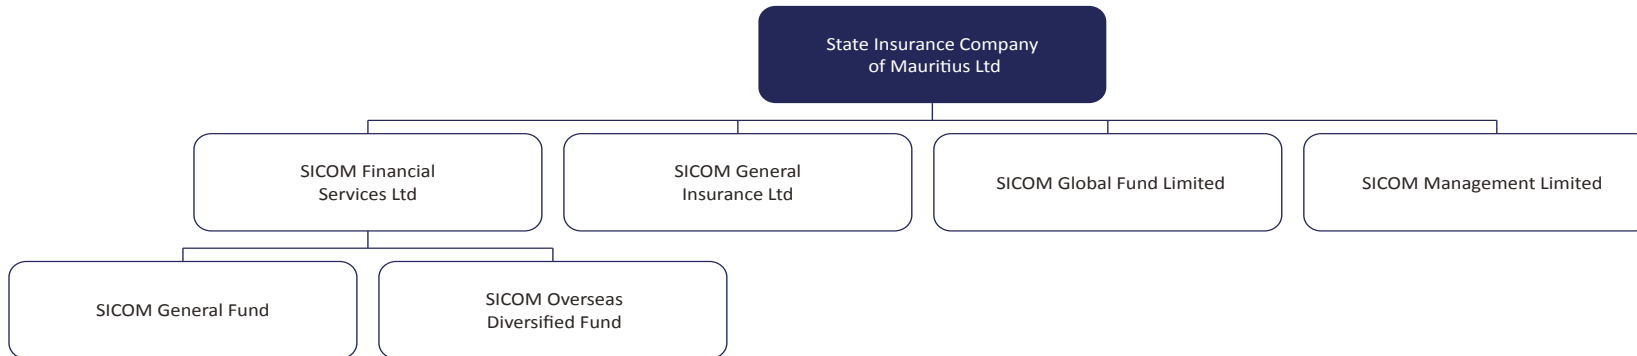 State Insurance Company
of Mauritius Ltd
SICOM Financial
Services Ltd
SICOM General
Insurance Ltd
SICOM Global Fund Limited
SICOM Management Limited
SICOM General Fund
SICOM Overseas
Diversified Fund